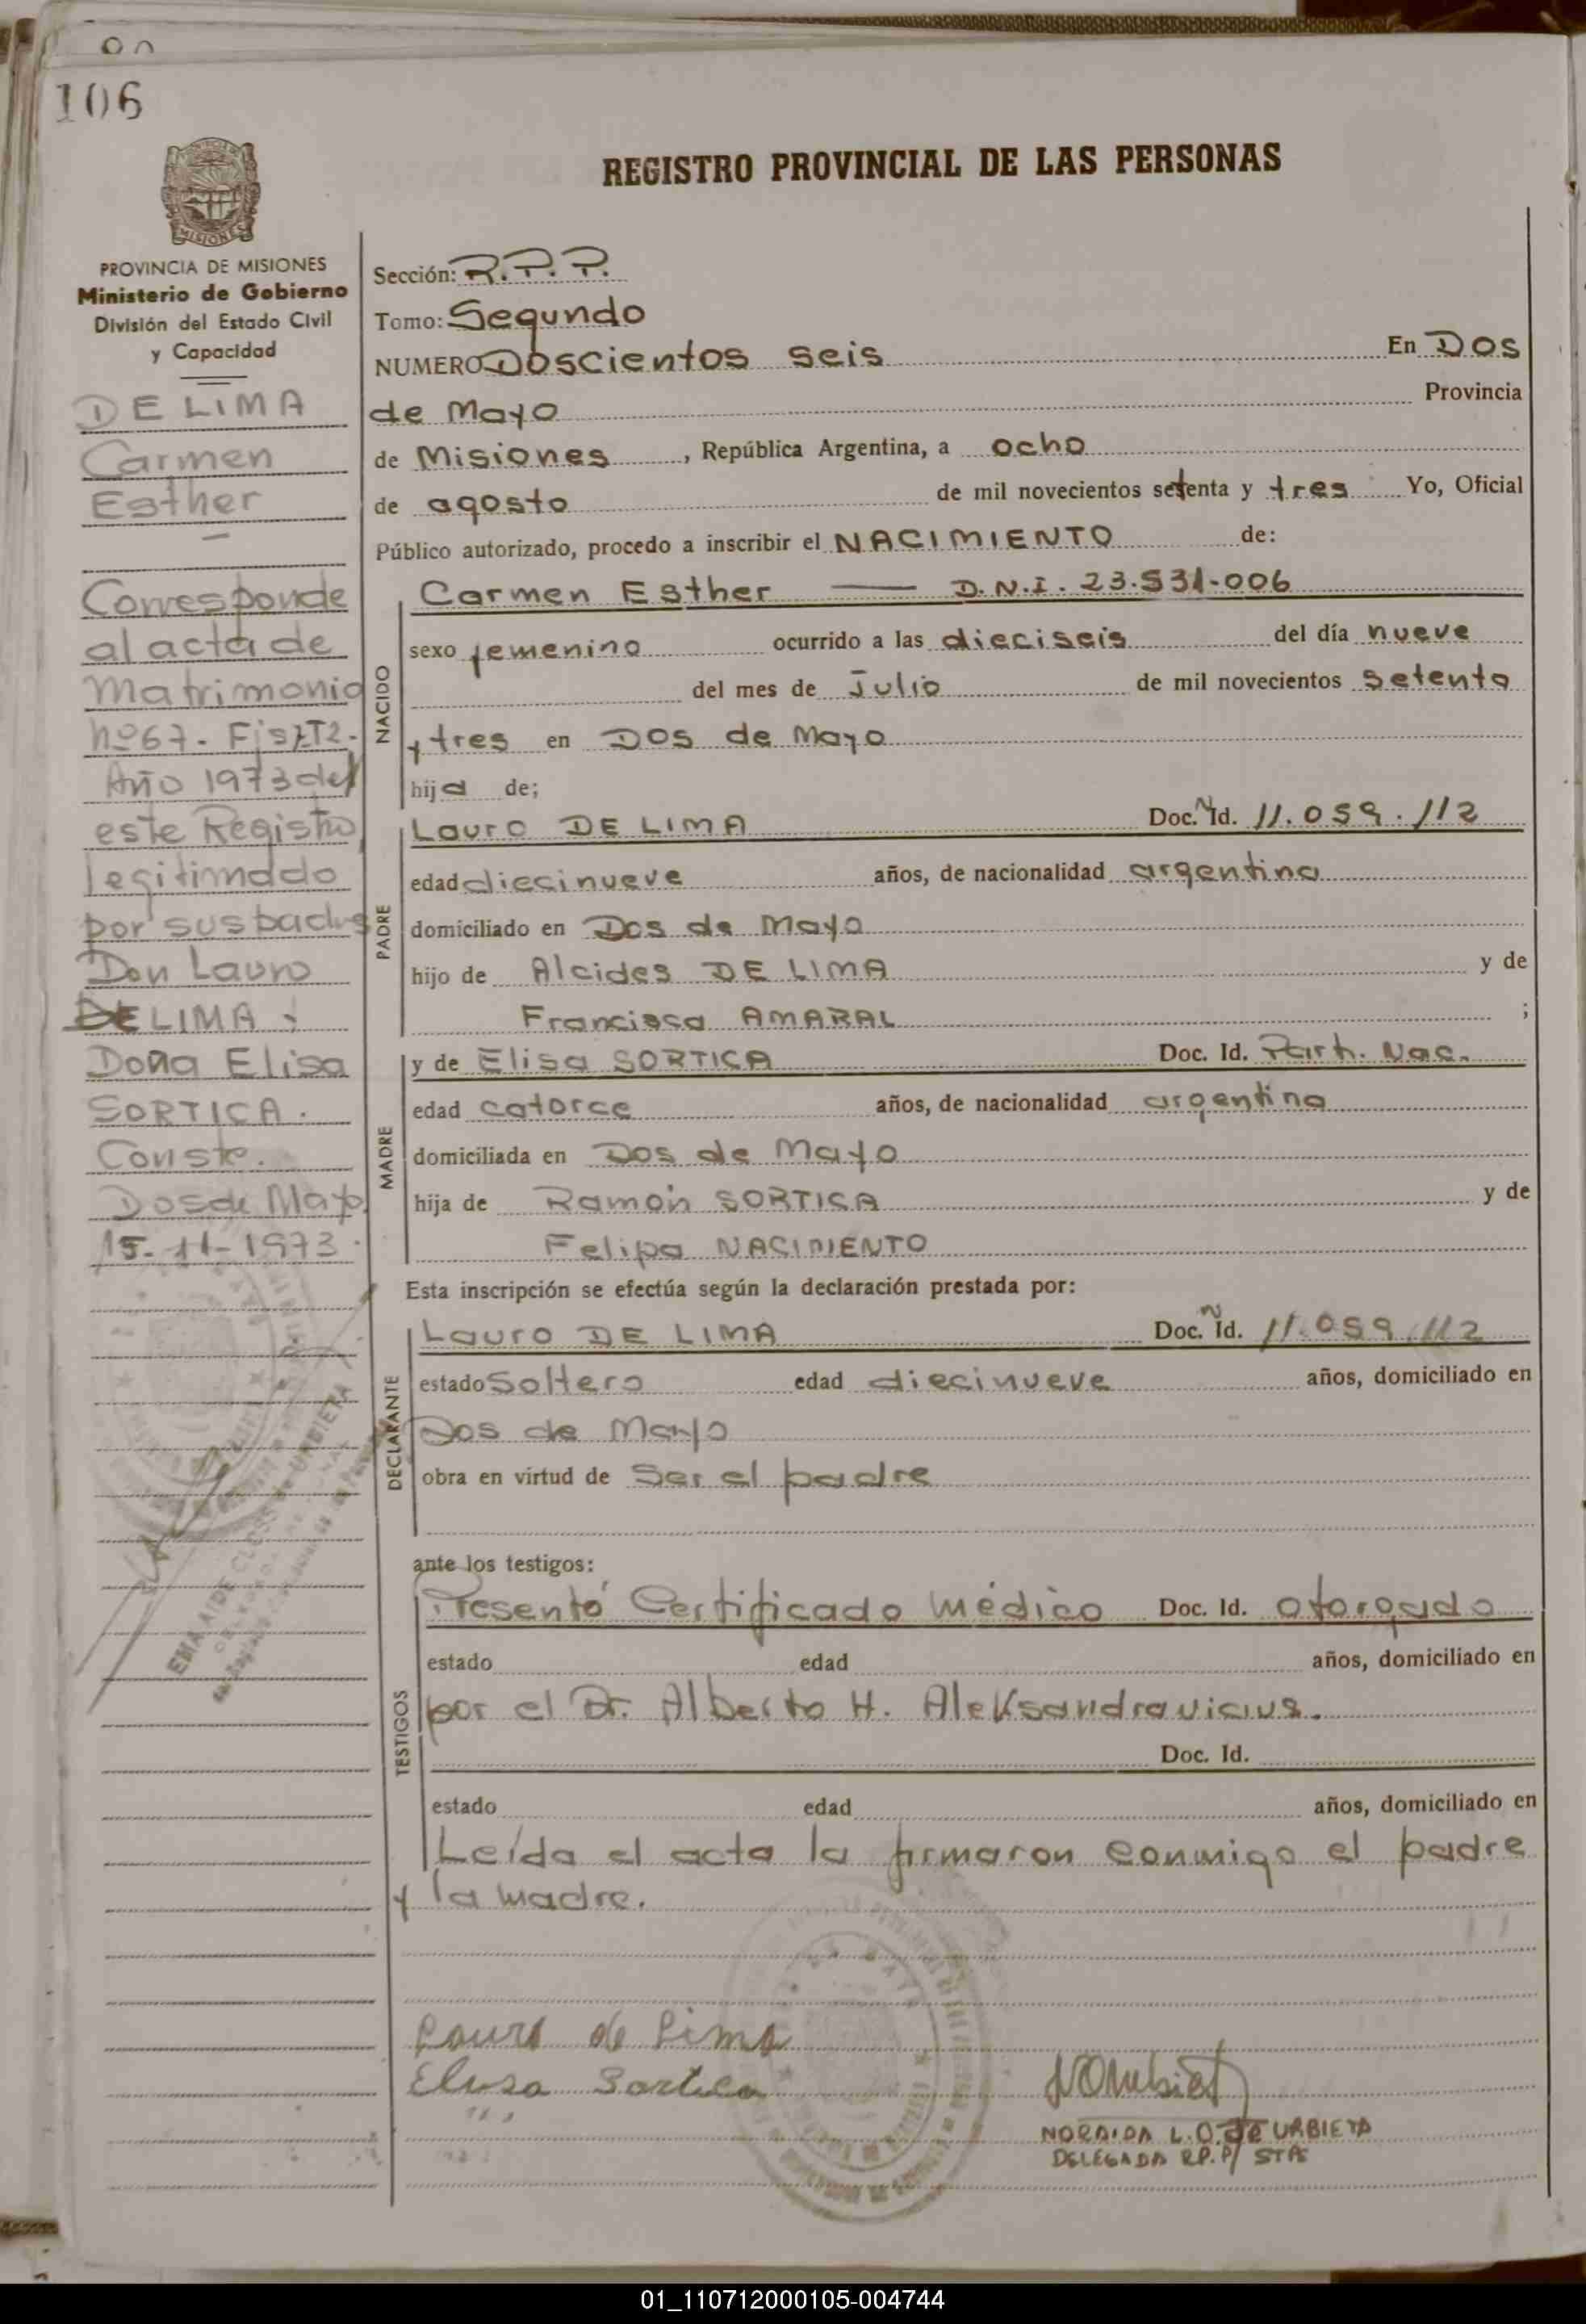 106
REGISTRO PROVINCIAL DE LAS PERSONAS
MISIONES
PROVINCIA DE MISIONES
Ministerio de Gobierno
División del Estado Civil
y Capacidad
DE LIMA
Carmen
Esther
Corresponde
al acta de
Matrimonio
Nº 67 - T2 -
Año 1973 del
este Registro
legitimado
por sus padres
Don Lauro
DE LIMA y
Doña Elisa
SORTICA.
Conste.
Dos de Mayo
15-11-1973.
Sección: R.P.P.
Tomo: Segundo
NUMERO Doscientos seis En Dos
de Mayo Provincia
de Misiones, República Argentina, a ocho
de agosto de mil novecientos setenta y tres Yo, Oficial
Público autorizado, procedo a inscribir el NACIMIENTO de:
NACIDO
Carmen Esther — D.N.I. 23.531-006
sexo femenino ocurrido a las dieciseis del día nueve
del mes de Julio de mil novecientos setenta
y tres en Dos de Mayo
hija de;
PADRE
Lauro DE LIMA Doc. Nº Id. 11.059.112
edad diecinueve años, de nacionalidad argentina
domiciliado en Dos de Mayo
hijo de Alcides DE LIMA y de
Francisca AMARAL ;
MADRE
y de Elisa SORTICA Doc. Id. Part. Nac.
edad catorce años, de nacionalidad argentina
domiciliada en Dos de Mayo
hija de Ramón SORTICA y de
Felipa NACIMIENTO
Esta inscripción se efectúa según la declaración prestada por:
DECLARANTE
Lauro DE LIMA Doc. Nº Id. 11.059.112
estado Soltero edad diecinueve años, domiciliado en
Dos de Mayo
obra en virtud de Ser el padre
ante los testigos:
TESTIGOS
Presentó Certificado Médico Doc. Id. otorgado
estado edad años, domiciliado en
por el Dr. Alberto H. Aleksandravicius.
Doc. Id.
estado edad años, domiciliado en
Leída el acta la firmaron conmigo el padre
y la madre.
Lauro de Lima
Elisa Sortica
NORAIDA L. O. de URBIETA
DELEGADA R.P.P/ STA
01_110712000105-004744